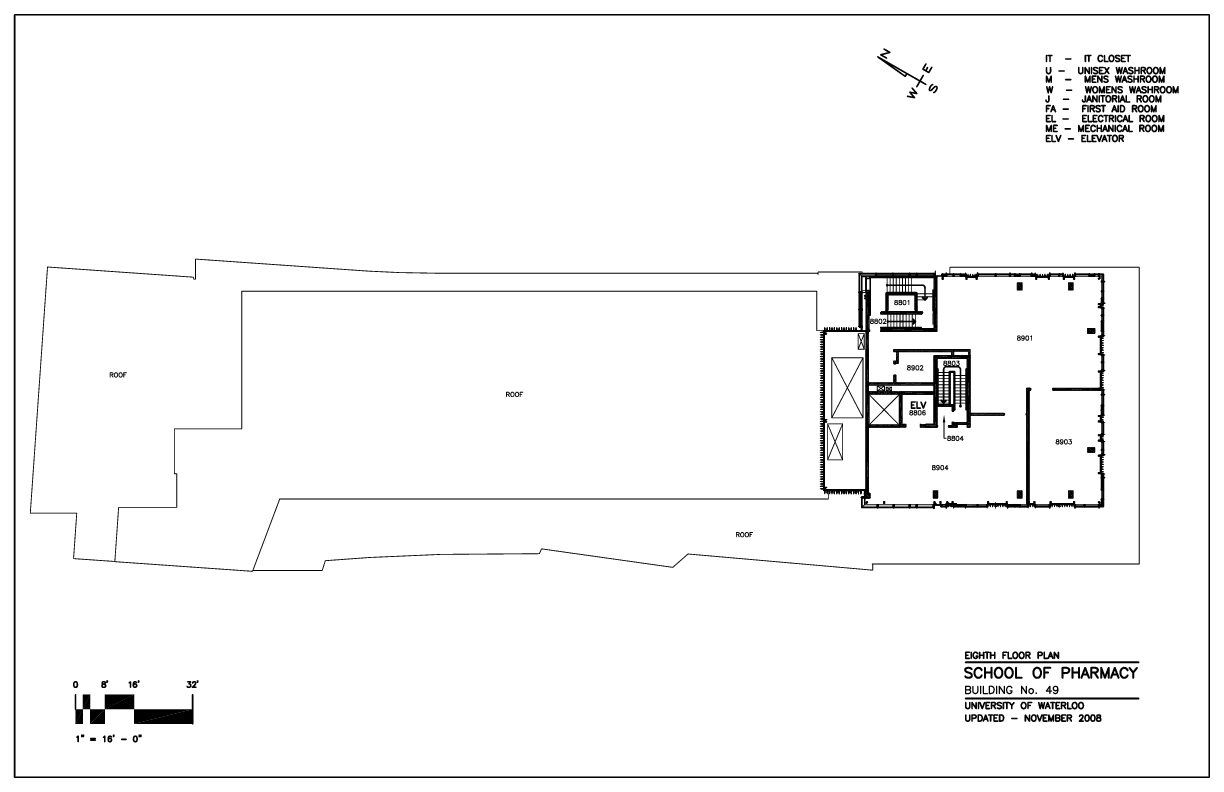 N
E
W S
IT - IT CLOSET
U - UNISEX WASHROOM
M - MENS WASHROOM
W - WOMENS WASHROOM
J - JANITORIAL ROOM
FA - FIRST AID ROOM
EL - ELECTRICAL ROOM
ME - MECHANICAL ROOM
ELV - ELEVATOR
8801
8802
8901
8803
8902
ROOF
ROOF
ELV
8806
8804
8903
8904
ROOF
EIGHTH FLOOR PLAN
SCHOOL OF PHARMACY
BUILDING No. 49
UNIVERSITY OF WATERLOO
UPDATED - NOVEMBER 2008
0 8' 16' 32'
1" = 16' - 0"